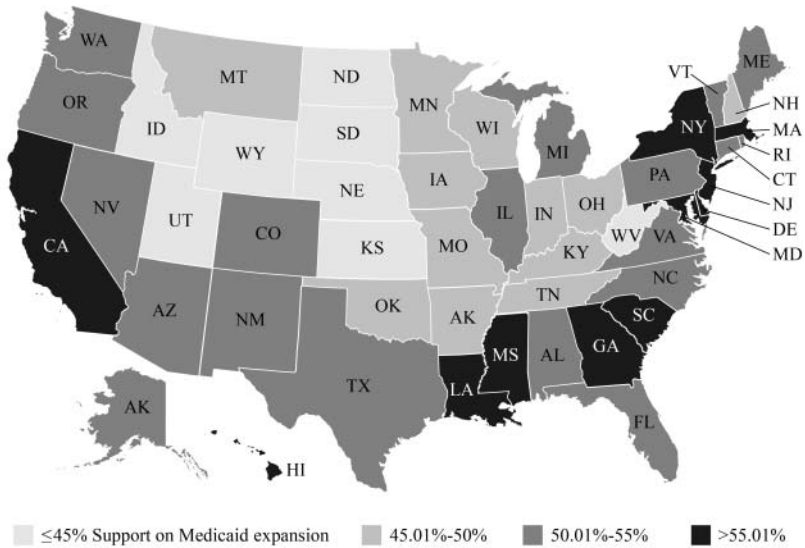 WA
MT
ND
MN
ME
VT
NH
OR
ID
SD
WI
NY
MA
WY
MI
RI
NE
IA
PA
CT
NV
IL
IN
OH
NJ
UT
CO
WV
VA
DE
CA
KS
MO
KY
MD
NC
TN
AZ
NM
OK
AK
SC
MS
AL
GA
TX
LA
AK
FL
HI
≤45% Support on Medicaid expansion 45.01%-50% 50.01%-55% >55.01%